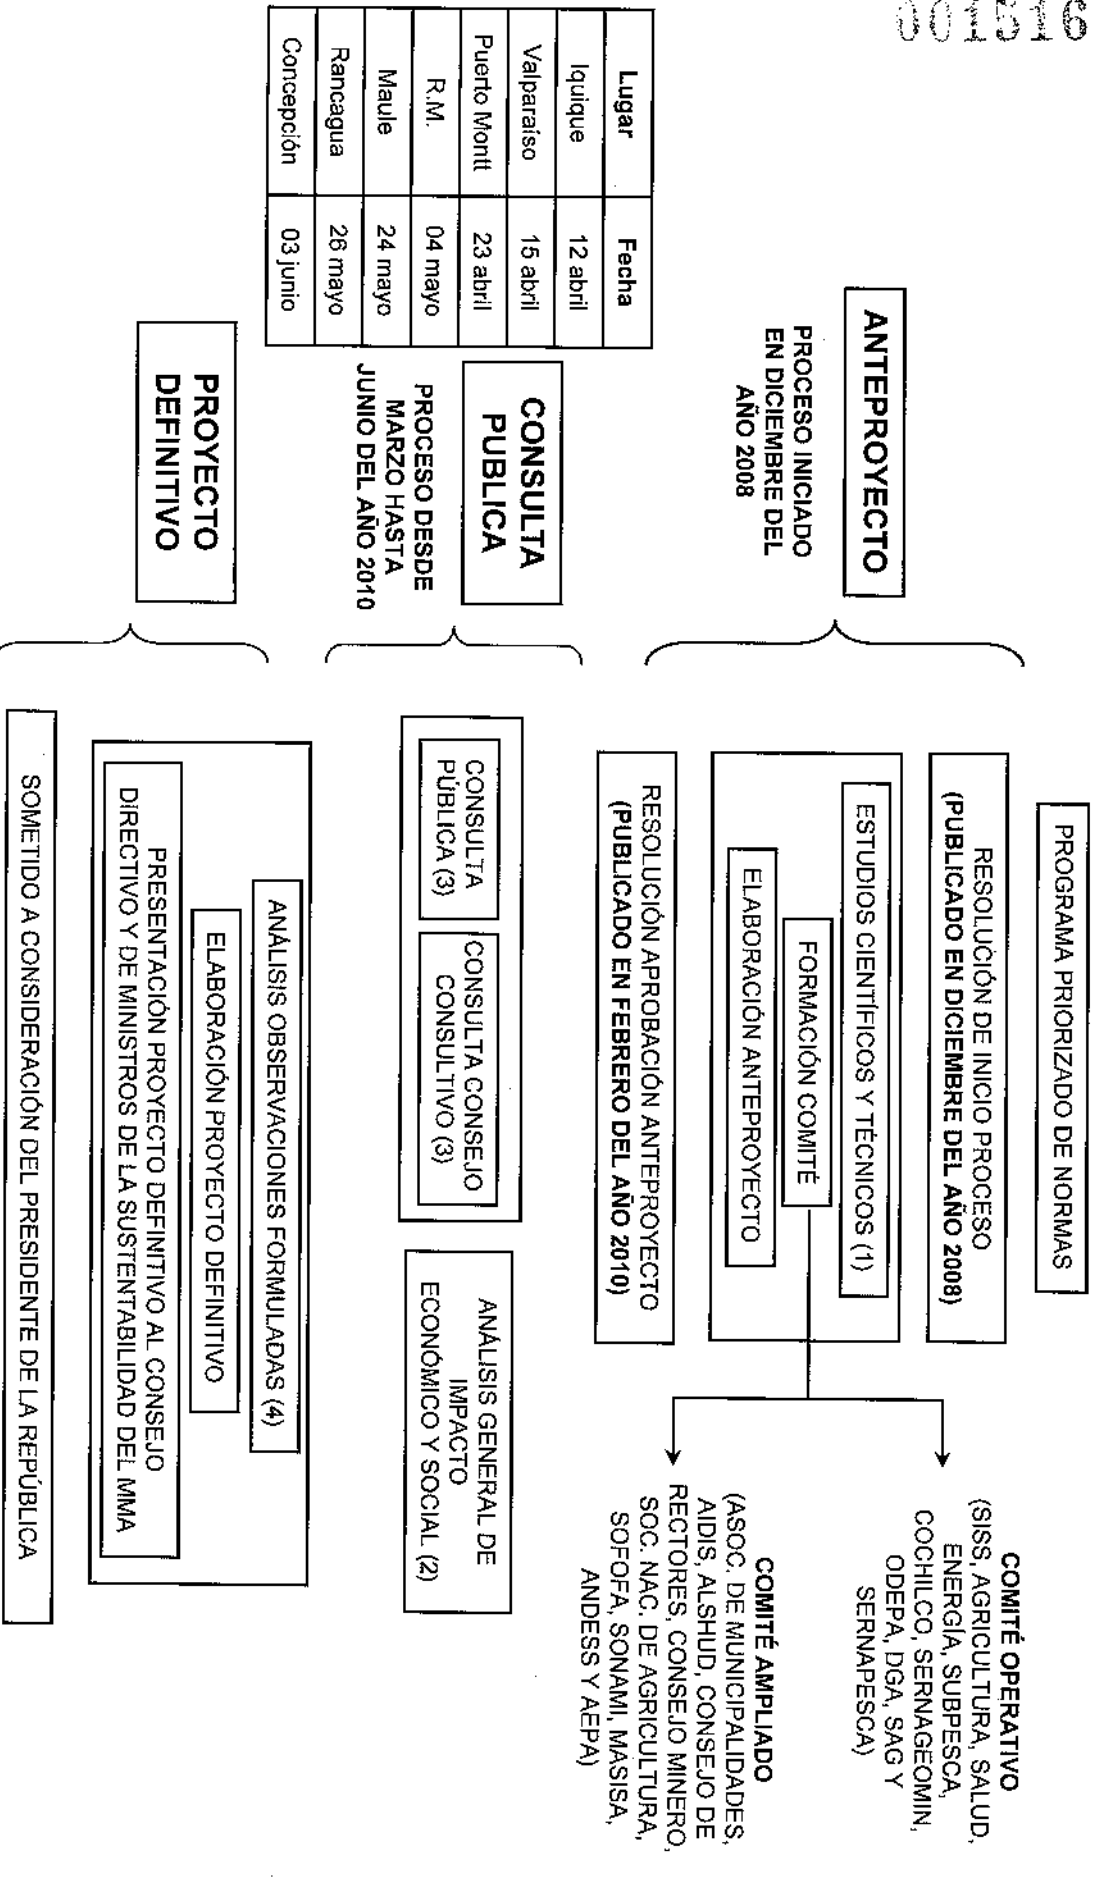 001516
PROGRAMA PRIORIZADO DE NORMAS
ANTEPROYECTO
PROCESO INICIADO
EN DICIEMBRE DEL
AÑO 2008
RESOLUCIÓN DE INICIO PROCESO
(PUBLICADO EN DICIEMBRE DEL AÑO 2008)
ESTUDIOS CIENTÍFICOS Y TÉCNICOS (1)
FORMACIÓN COMITÉ
ELABORACIÓN ANTEPROYECTO
RESOLUCIÓN APROBACIÓN ANTEPROYECTO
(PUBLICADO EN FEBRERO DEL AÑO 2010)
COMITÉ OPERATIVO
(SISS, AGRICULTURA, SALUD,
ENERGÍA, SUBPESCA,
COCHILCO, SERNAGEOMIN,
ODEPA, DGA, SAG Y
SERNAPESCA)
COMITÉ AMPLIADO
(ASOC. DE MUNICIPALIDADES,
AIDIS, ALSHUD, CONSEJO DE
RECTORES, CONSEJO MINERO,
SOC. NAC. DE AGRICULTURA,
SOFOFA, SONAMI, MASISA,
ANDESS Y AEPA)
Lugar Fecha
Iquique 12 abril
Valparaíso 15 abril
Puerto Montt 23 abril
R.M. 04 mayo
Maule 24 mayo
Rancagua 26 mayo
Concepción 03 junio
CONSULTA
PUBLICA
PROCESO DESDE
MARZO HASTA
JUNIO DEL AÑO 2010
CONSULTA
PÚBLICA (3)
CONSULTA CONSEJO
CONSULTIVO (3)
ANÁLISIS GENERAL DE
IMPACTO
ECONÓMICO Y SOCIAL (2)
PROYECTO
DEFINITIVO
ANÁLISIS OBSERVACIONES FORMULADAS (4)
ELABORACIÓN PROYECTO DEFINITIVO
PRESENTACIÓN PROYECTO DEFINITIVO AL CONSEJO
DIRECTIVO Y DE MINISTROS DE LA SUSTENTABILIDAD DEL MMA
SOMETIDO A CONSIDERACIÓN DEL PRESIDENTE DE LA REPÚBLICA